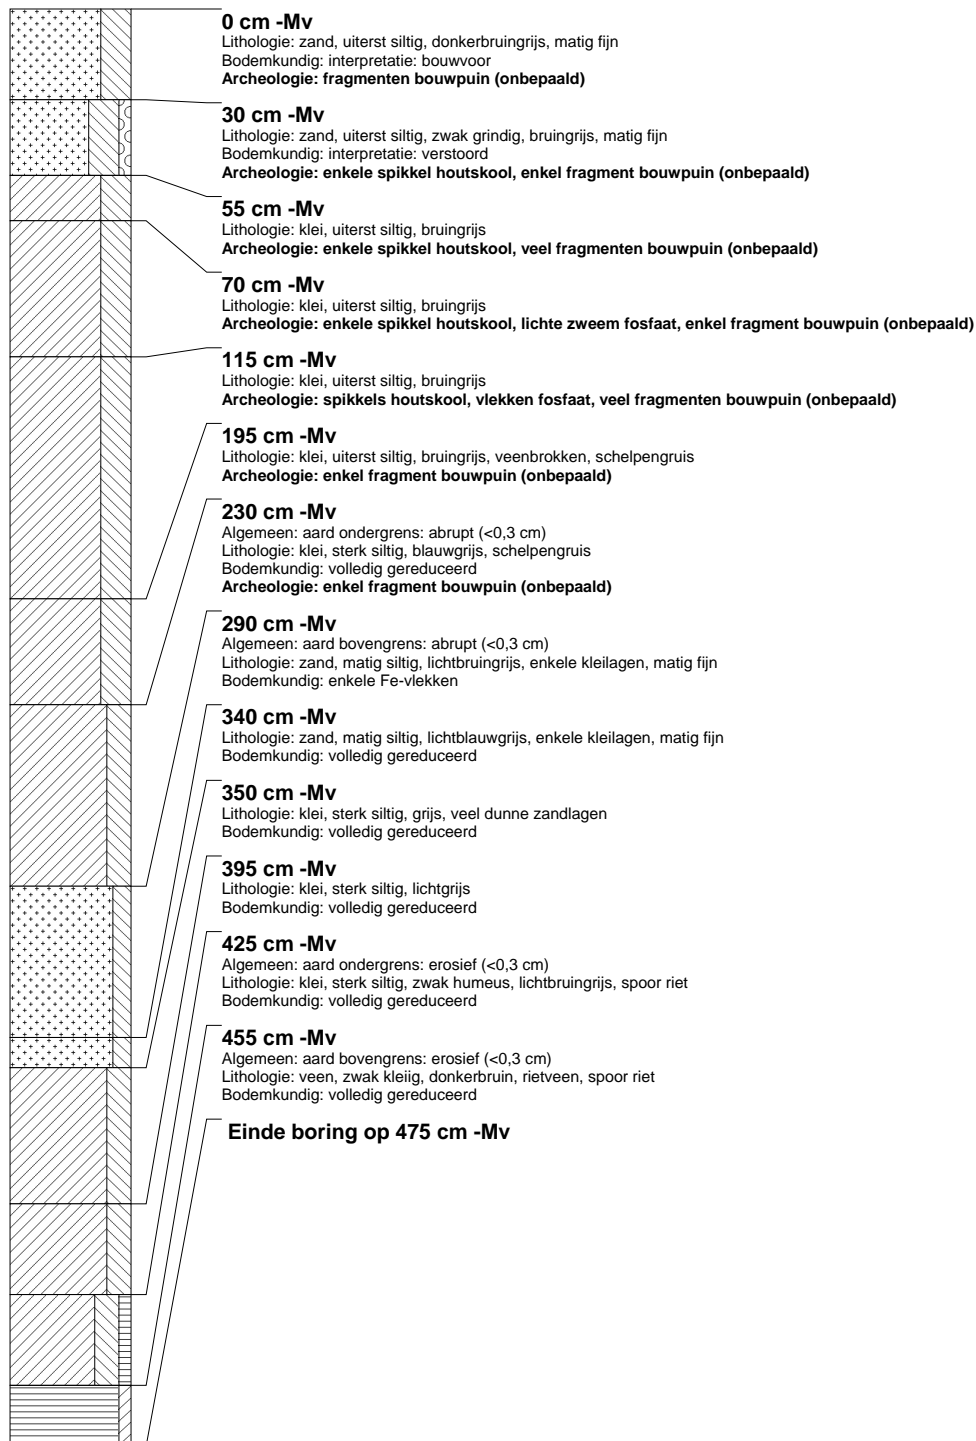 0 cm -Mv
Lithologie: zand, uiterst siltig, donkerbruingrijs, matig fijn
Bodemkundig: interpretatie: bouwvoor
Archeologie: fragmenten bouwpuin (onbepaald)
30 cm -Mv
Lithologie: zand, uiterst siltig, zwak grindig, bruingrijs, matig fijn
Bodemkundig: interpretatie: verstoord
Archeologie: enkele spikkel houtskool, enkel fragment bouwpuin (onbepaald)
55 cm -Mv
Lithologie: klei, uiterst siltig, bruingrijs
Archeologie: enkele spikkel houtskool, veel fragmenten bouwpuin (onbepaald)
70 cm -Mv
Lithologie: klei, uiterst siltig, bruingrijs
Archeologie: enkele spikkel houtskool, lichte zweem fosfaat, enkel fragment bouwpuin (onbepaald)
115 cm -Mv
Lithologie: klei, uiterst siltig, bruingrijs
Archeologie: spikkels houtskool, vlekken fosfaat, veel fragmenten bouwpuin (onbepaald)
195 cm -Mv
Lithologie: klei, uiterst siltig, bruingrijs, veenbrokken, schelpengruis
Archeologie: enkel fragment bouwpuin (onbepaald)
230 cm -Mv
Algemeen: aard ondergrens: abrupt (<0,3 cm)
Lithologie: klei, sterk siltig, blauwgrijs, schelpengruis
Bodemkundig: volledig gereduceerd
Archeologie: enkel fragment bouwpuin (onbepaald)
290 cm -Mv
Algemeen: aard bovengrens: abrupt (<0,3 cm)
Lithologie: zand, matig siltig, lichtbruingrijs, enkele kleilagen, matig fijn
Bodemkundig: enkele Fe-vlekken
340 cm -Mv
Lithologie: zand, matig siltig, lichtblauwgrijs, enkele kleilagen, matig fijn
Bodemkundig: volledig gereduceerd
350 cm -Mv
Lithologie: klei, sterk siltig, grijs, veel dunne zandlagen
Bodemkundig: volledig gereduceerd
395 cm -Mv
Lithologie: klei, sterk siltig, lichtgrijs
Bodemkundig: volledig gereduceerd
425 cm -Mv
Algemeen: aard ondergrens: erosief (<0,3 cm)
Lithologie: klei, sterk siltig, zwak humeus, lichtbruingrijs, spoor riet
Bodemkundig: volledig gereduceerd
455 cm -Mv
Algemeen: aard bovengrens: erosief (<0,3 cm)
Lithologie: veen, zwak kleiig, donkerbruin, rietveen, spoor riet
Bodemkundig: volledig gereduceerd
Einde boring op 475 cm -Mv